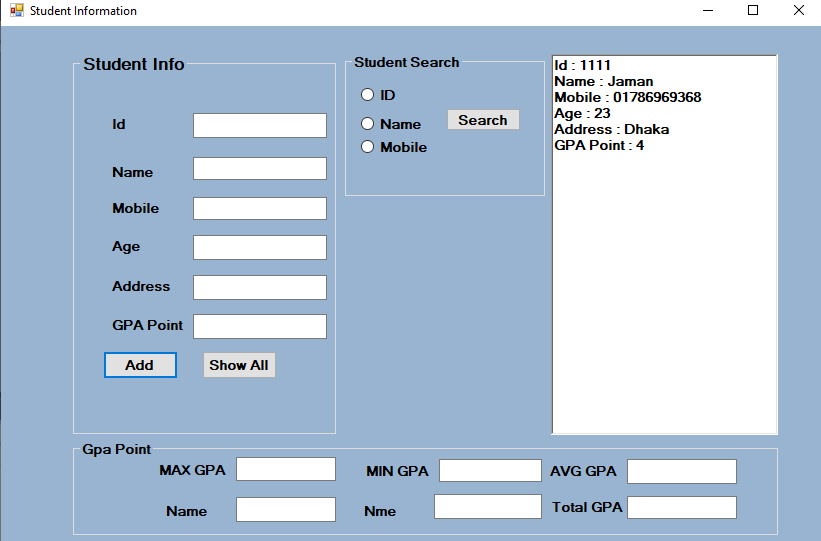 Student Information
Student Info
Id
Name
Mobile
Age
Address
GPA Point
Add Show All
Student Search
ID
Name
Mobile
Search
Id : 1111
Name : Jaman
Mobile : 01786969368
Age : 23
Address : Dhaka
GPA Point : 4
Gpa Point
MAX GPA MIN GPA AVG GPA
Name Nme Total GPA